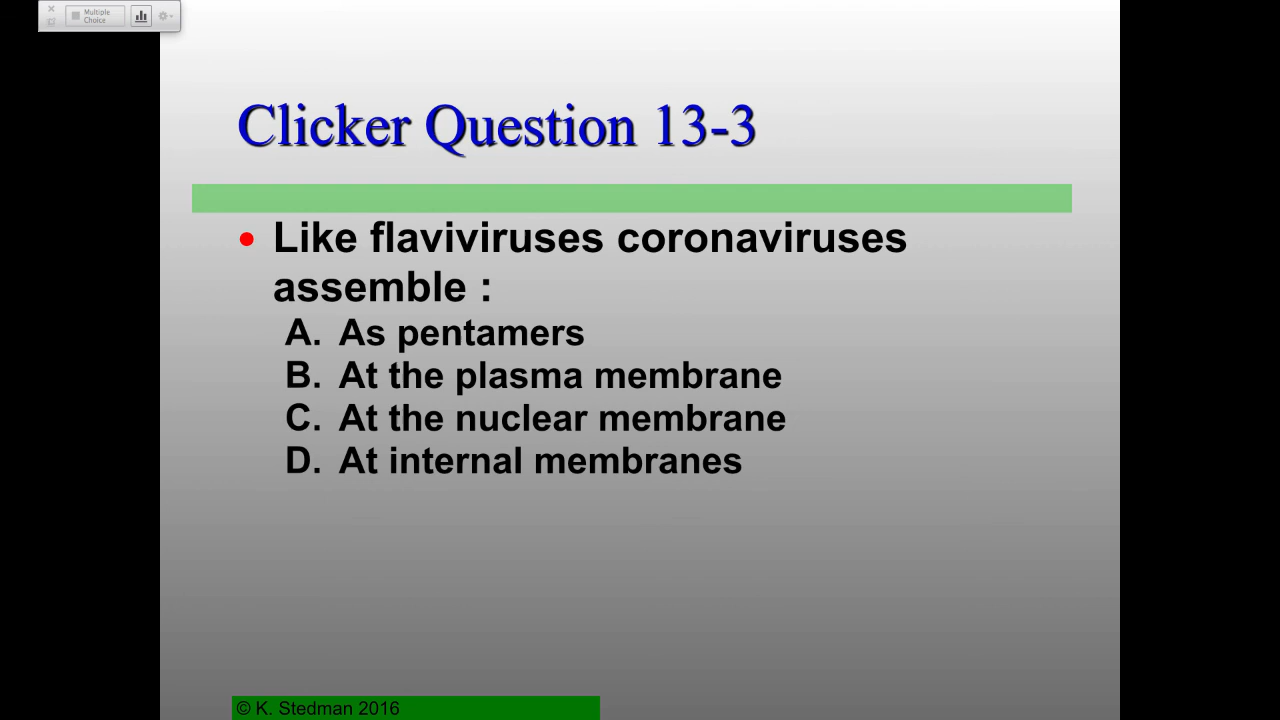 Multiple
Choice
Clicker Question 13-3
• Like flaviviruses coronaviruses
assemble :
A. As pentamers
B. At the plasma membrane
C. At the nuclear membrane
D. At internal membranes
© K. Stedman 2016